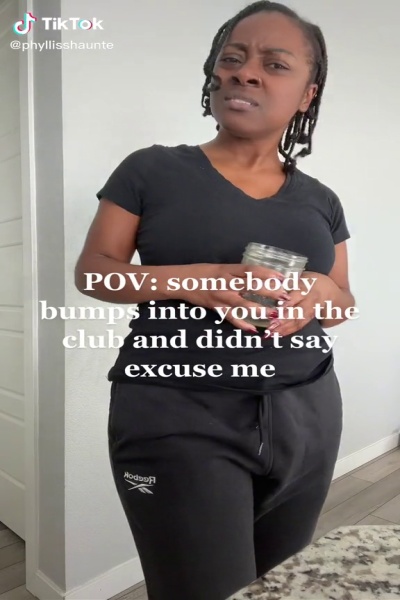 TikTok
@phyllisshaunte
POV: somebody
bumps into you in the
club and didn't say
excuse me
Reebok